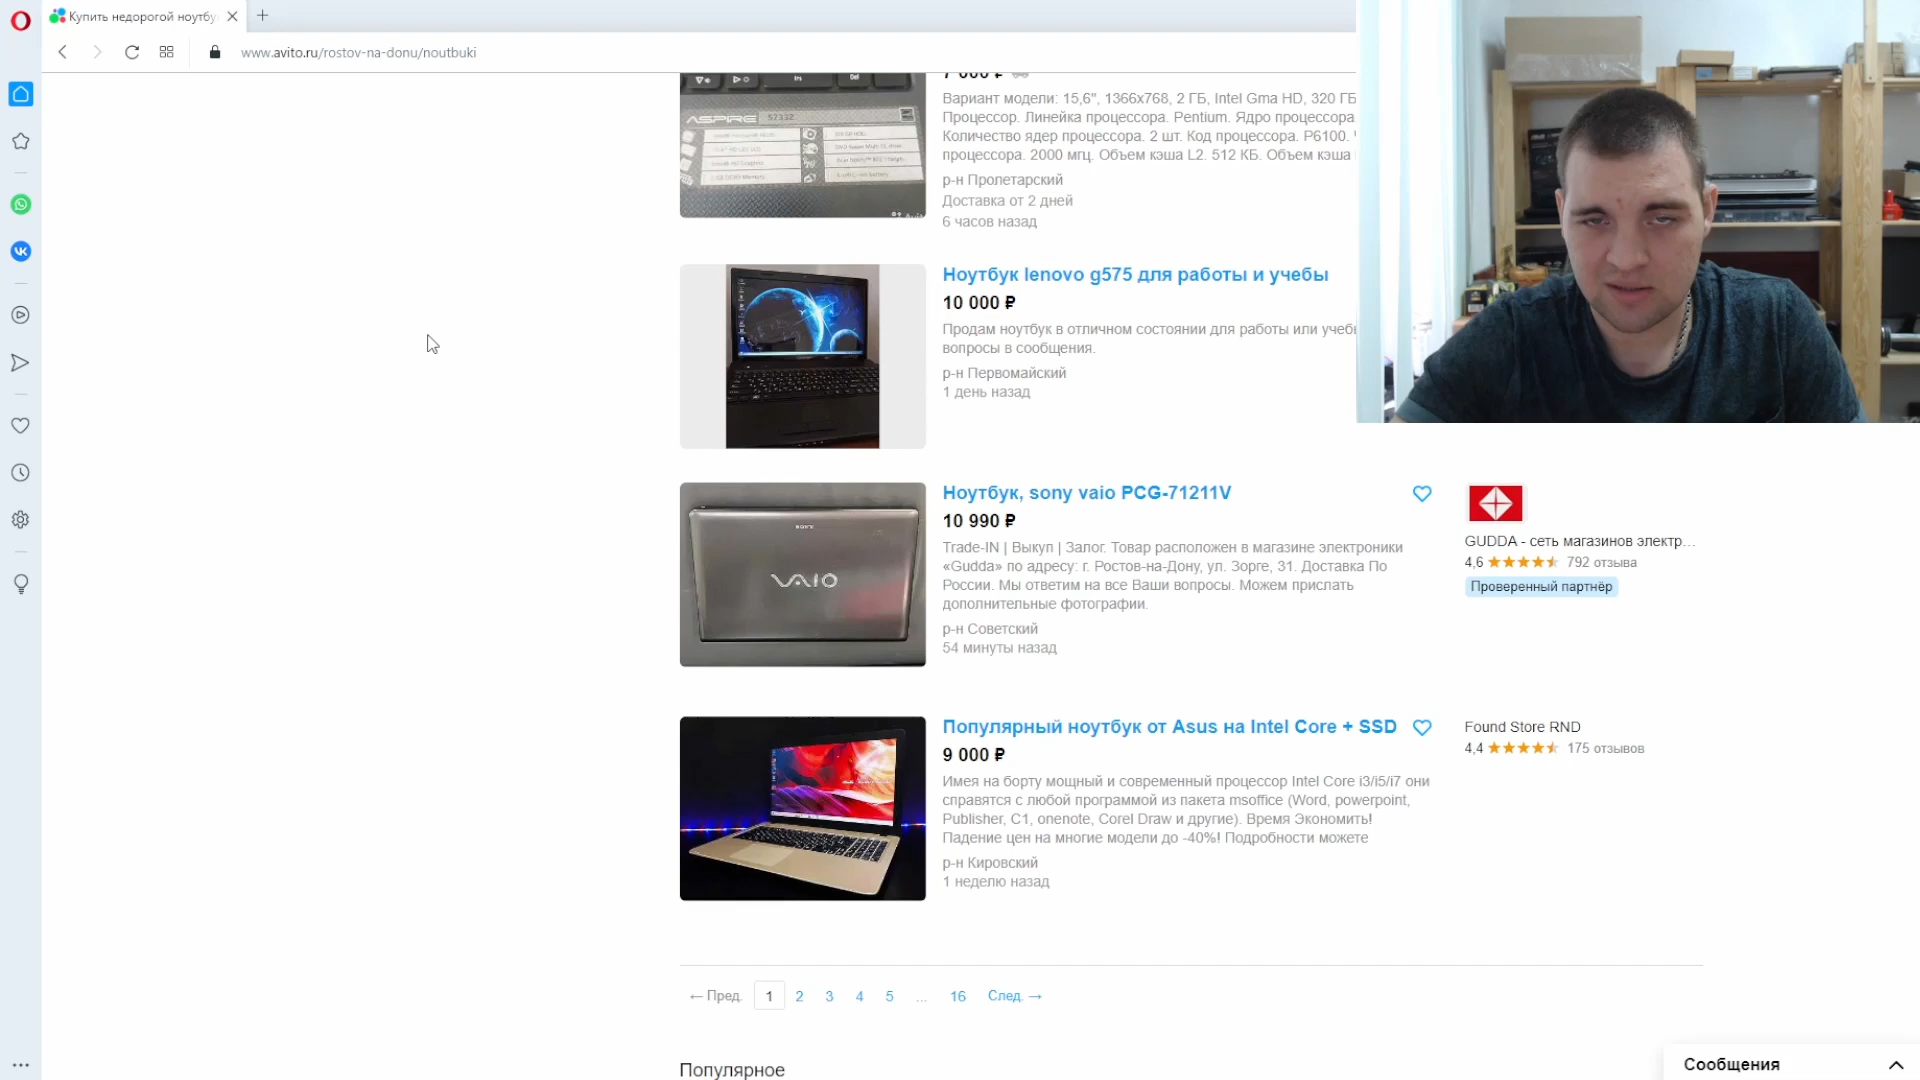 Купить недорогой ноутбу
www.avito.ru/rostov-na-donu/noutbuki
7 000 ₽
ASPIRE 5733Z
Вариант модели: 15,6", 1366x768, 2 ГБ, Intel Gma HD, 320 ГБ
Процессор. Линейка процессора. Pentium. Ядро процессора.
Количество ядер процессора. 2 шт. Код процессора. P6100.
процессора. 2000 мгц. Объем кэша L2. 512 КБ. Объем кэша
р-н Пролетарский
Доставка от 2 дней
6 часов назад
Ноутбук lenovo g575 для работы и учебы
10 000 ₽
Продам ноутбук в отличном состоянии для работы или учебы
вопросы в сообщения.
р-н Первомайский
1 день назад
SONY
VAIO
Ноутбук, sony vaio PCG-71211V
10 990 ₽
Trade-IN | Выкуп | Залог. Товар расположен в магазине электроники
«Gudda» по адресу: г. Ростов-на-Дону, ул. Зорге, 31. Доставка По
России. Мы ответим на все Ваши вопросы. Можем прислать
дополнительные фотографии.
р-н Советский
54 минуты назад
GUDDA - сеть магазинов электр...
4,6 792 отзыва
Проверенный партнёр
Популярный ноутбук от Asus на Intel Core + SSD
9 000 ₽
Имея на борту мощный и современный процессор Intel Core i3/i5/i7 они
справятся с любой программой из пакета msoffice (Word, powerpoint,
Publisher, C1, onenote, Corel Draw и другие). Время Экономить!
Падение цен на многие модели до -40%! Подробности можете
р-н Кировский
1 неделю назад
Found Store RND
4,4 175 отзывов
← Пред. 1 2 3 4 5 ... 16 След. →
Популярное
Сообщения